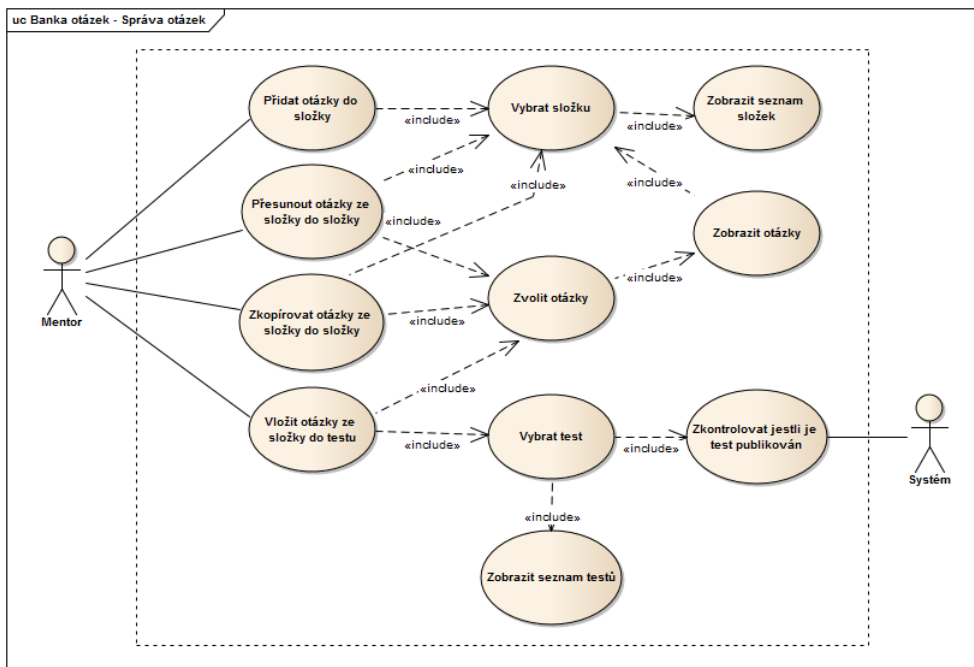 uc Banka otázek - Správa otázek
Přidat otázky do
složky
«include»
Vybrat složku
«include»
Zobrazit seznam
složek
«include»
«include»
«include»
Přesunout otázky ze
složky do složky
«include»
Zobrazit otázky
Mentor
Zkopírovat otázky ze
složky do složky
«include»
Zvolit otázky
«include»
«include»
Vložit otázky ze
složky do testu
«include»
Vybrat test
«include»
Zkontrolovat jestli je
test publikován
Systém
«include»
Zobrazit seznam testů